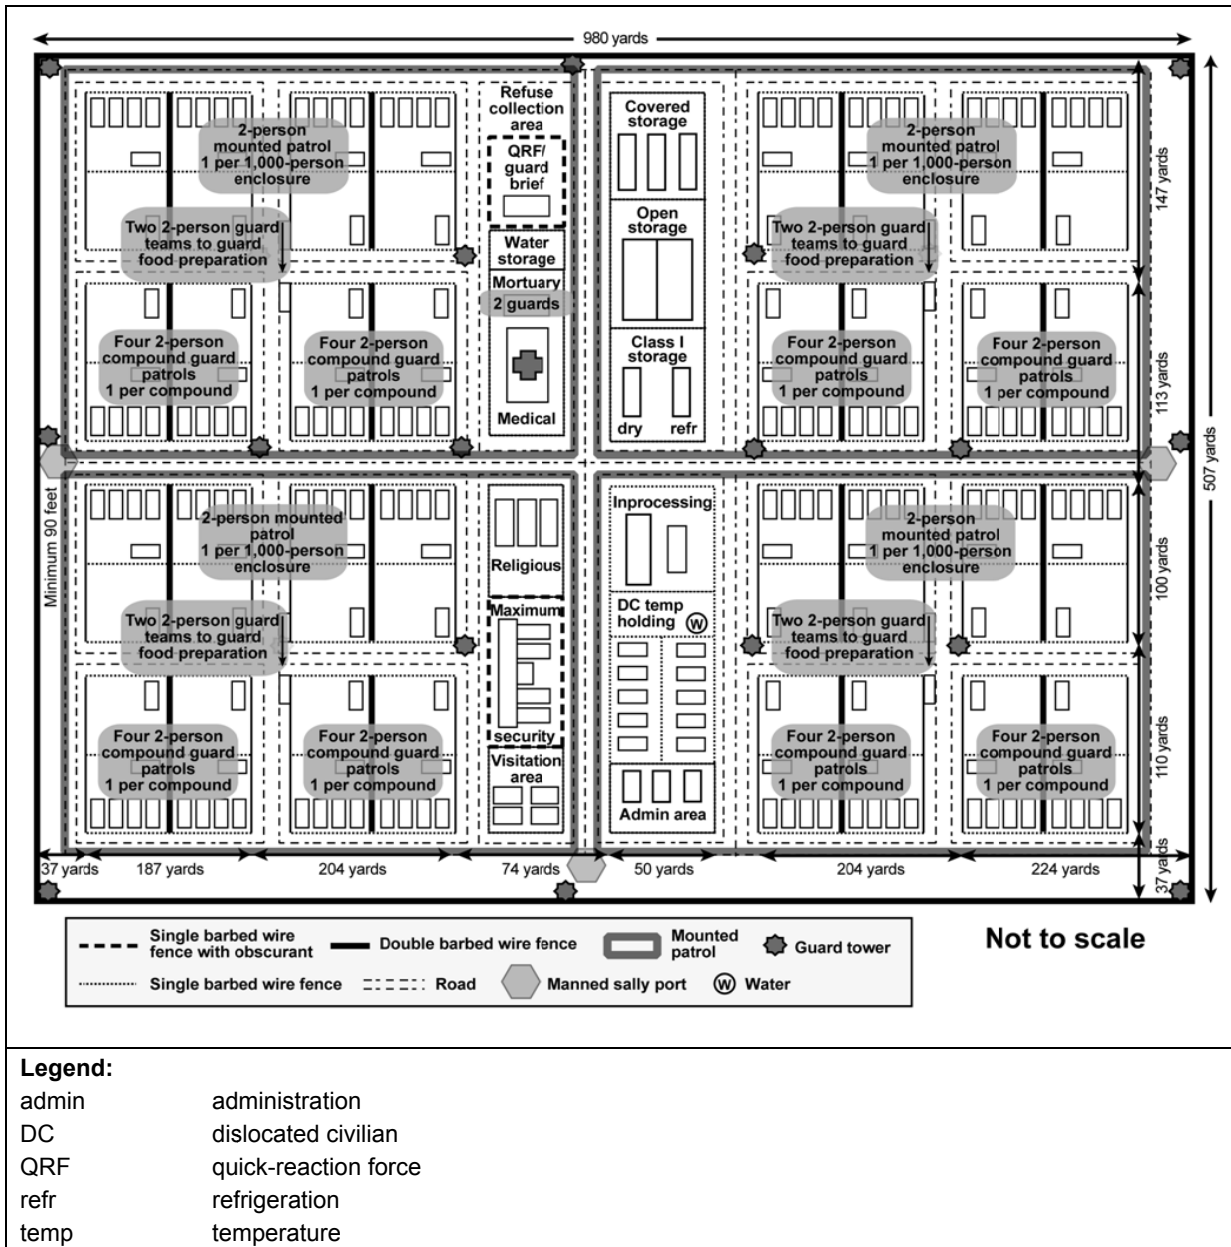 980 yards
2-person
mounted patrol
1 per 1,000-person
enclosure
Two 2-person guard
teams to guard
food preparation
Four 2-person
compound guard
patrols
1 per compound
Four 2-person
compound guard
patrols
1 per compound
Refuse
collection
area
QRF/
guard
brief
Water
storage
Mortuary
2 guards
Medical
Covered
storage
Open
storage
Class I
storage
dry refr
2-person
mounted patrol
1 per 1,000-person
enclosure
Two 2-person guard
teams to guard
food preparation
Four 2-person
compound guard
patrols
1 per compound
Four 2-person
compound guard
patrols
1 per compound
147 yards
113 yards
507 yards
Minimum 90 feet
2-person mounted
patrol
1 per 1,000-person
enclosure
Two 2-person guard
teams to guard
food preparation
Four 2-person
compound guard
patrols
1 per compound
Four 2-person
compound guard
patrols
1 per compound
Religious
Maximum
security
Visitation
area
Inprocessing
DC temp
holding W
Admin area
2-person
mounted patrol
1 per 1,000-person
enclosure
Two 2-person guard
teams to guard
food preparation
Four 2-person
compound guard
patrols
1 per compound
Four 2-person
compound guard
patrols
1 per compound
100 yards
110 yards
37 yards
37 yards 187 yards 204 yards 74 yards 50 yards 204 yards 224 yards
Single barbed wire
fence with obscurant
Double barbed wire fence
Mounted
patrol
Guard tower
Single barbed wire fence
Road
Manned sally port
W Water
Not to scale
Legend:
admin administration
DC dislocated civilian
QRF quick-reaction force
refr refrigeration
temp temperature